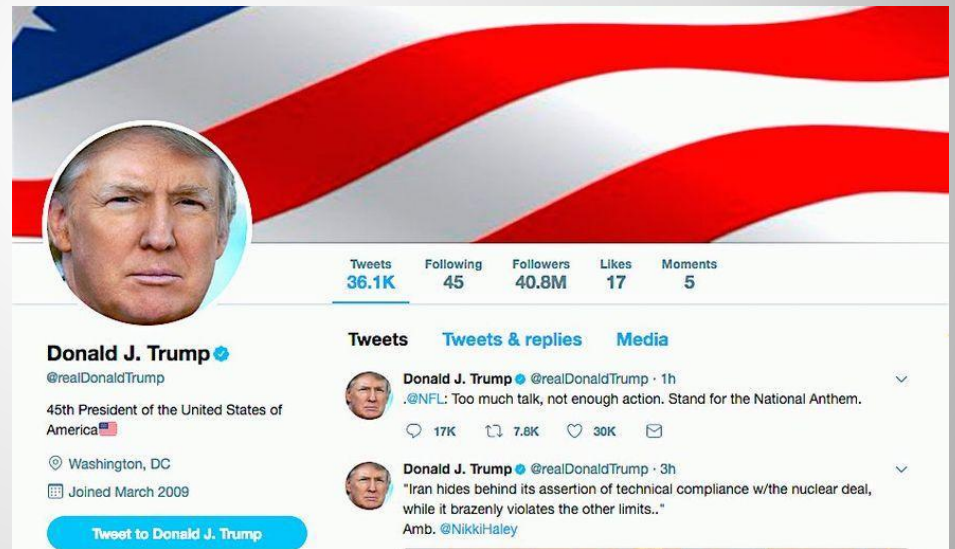 Tweets Following Followers Likes Moments
36.1K 45 40.8M 17 5
Donald J. Trump
@realDonaldTrump
45th President of the United States of
America🇺🇸
Washington, DC
Joined March 2009
Tweet to Donald J. Trump
Tweets Tweets & replies Media
Donald J. Trump @realDonaldTrump · 1h
.@NFL: Too much talk, not enough action. Stand for the National Anthem.
17K 7.8K 30K
Donald J. Trump @realDonaldTrump · 3h
"Iran hides behind its assertion of technical compliance w/the nuclear deal,
while it brazenly violates the other limits.."
Amb. @NikkiHaley